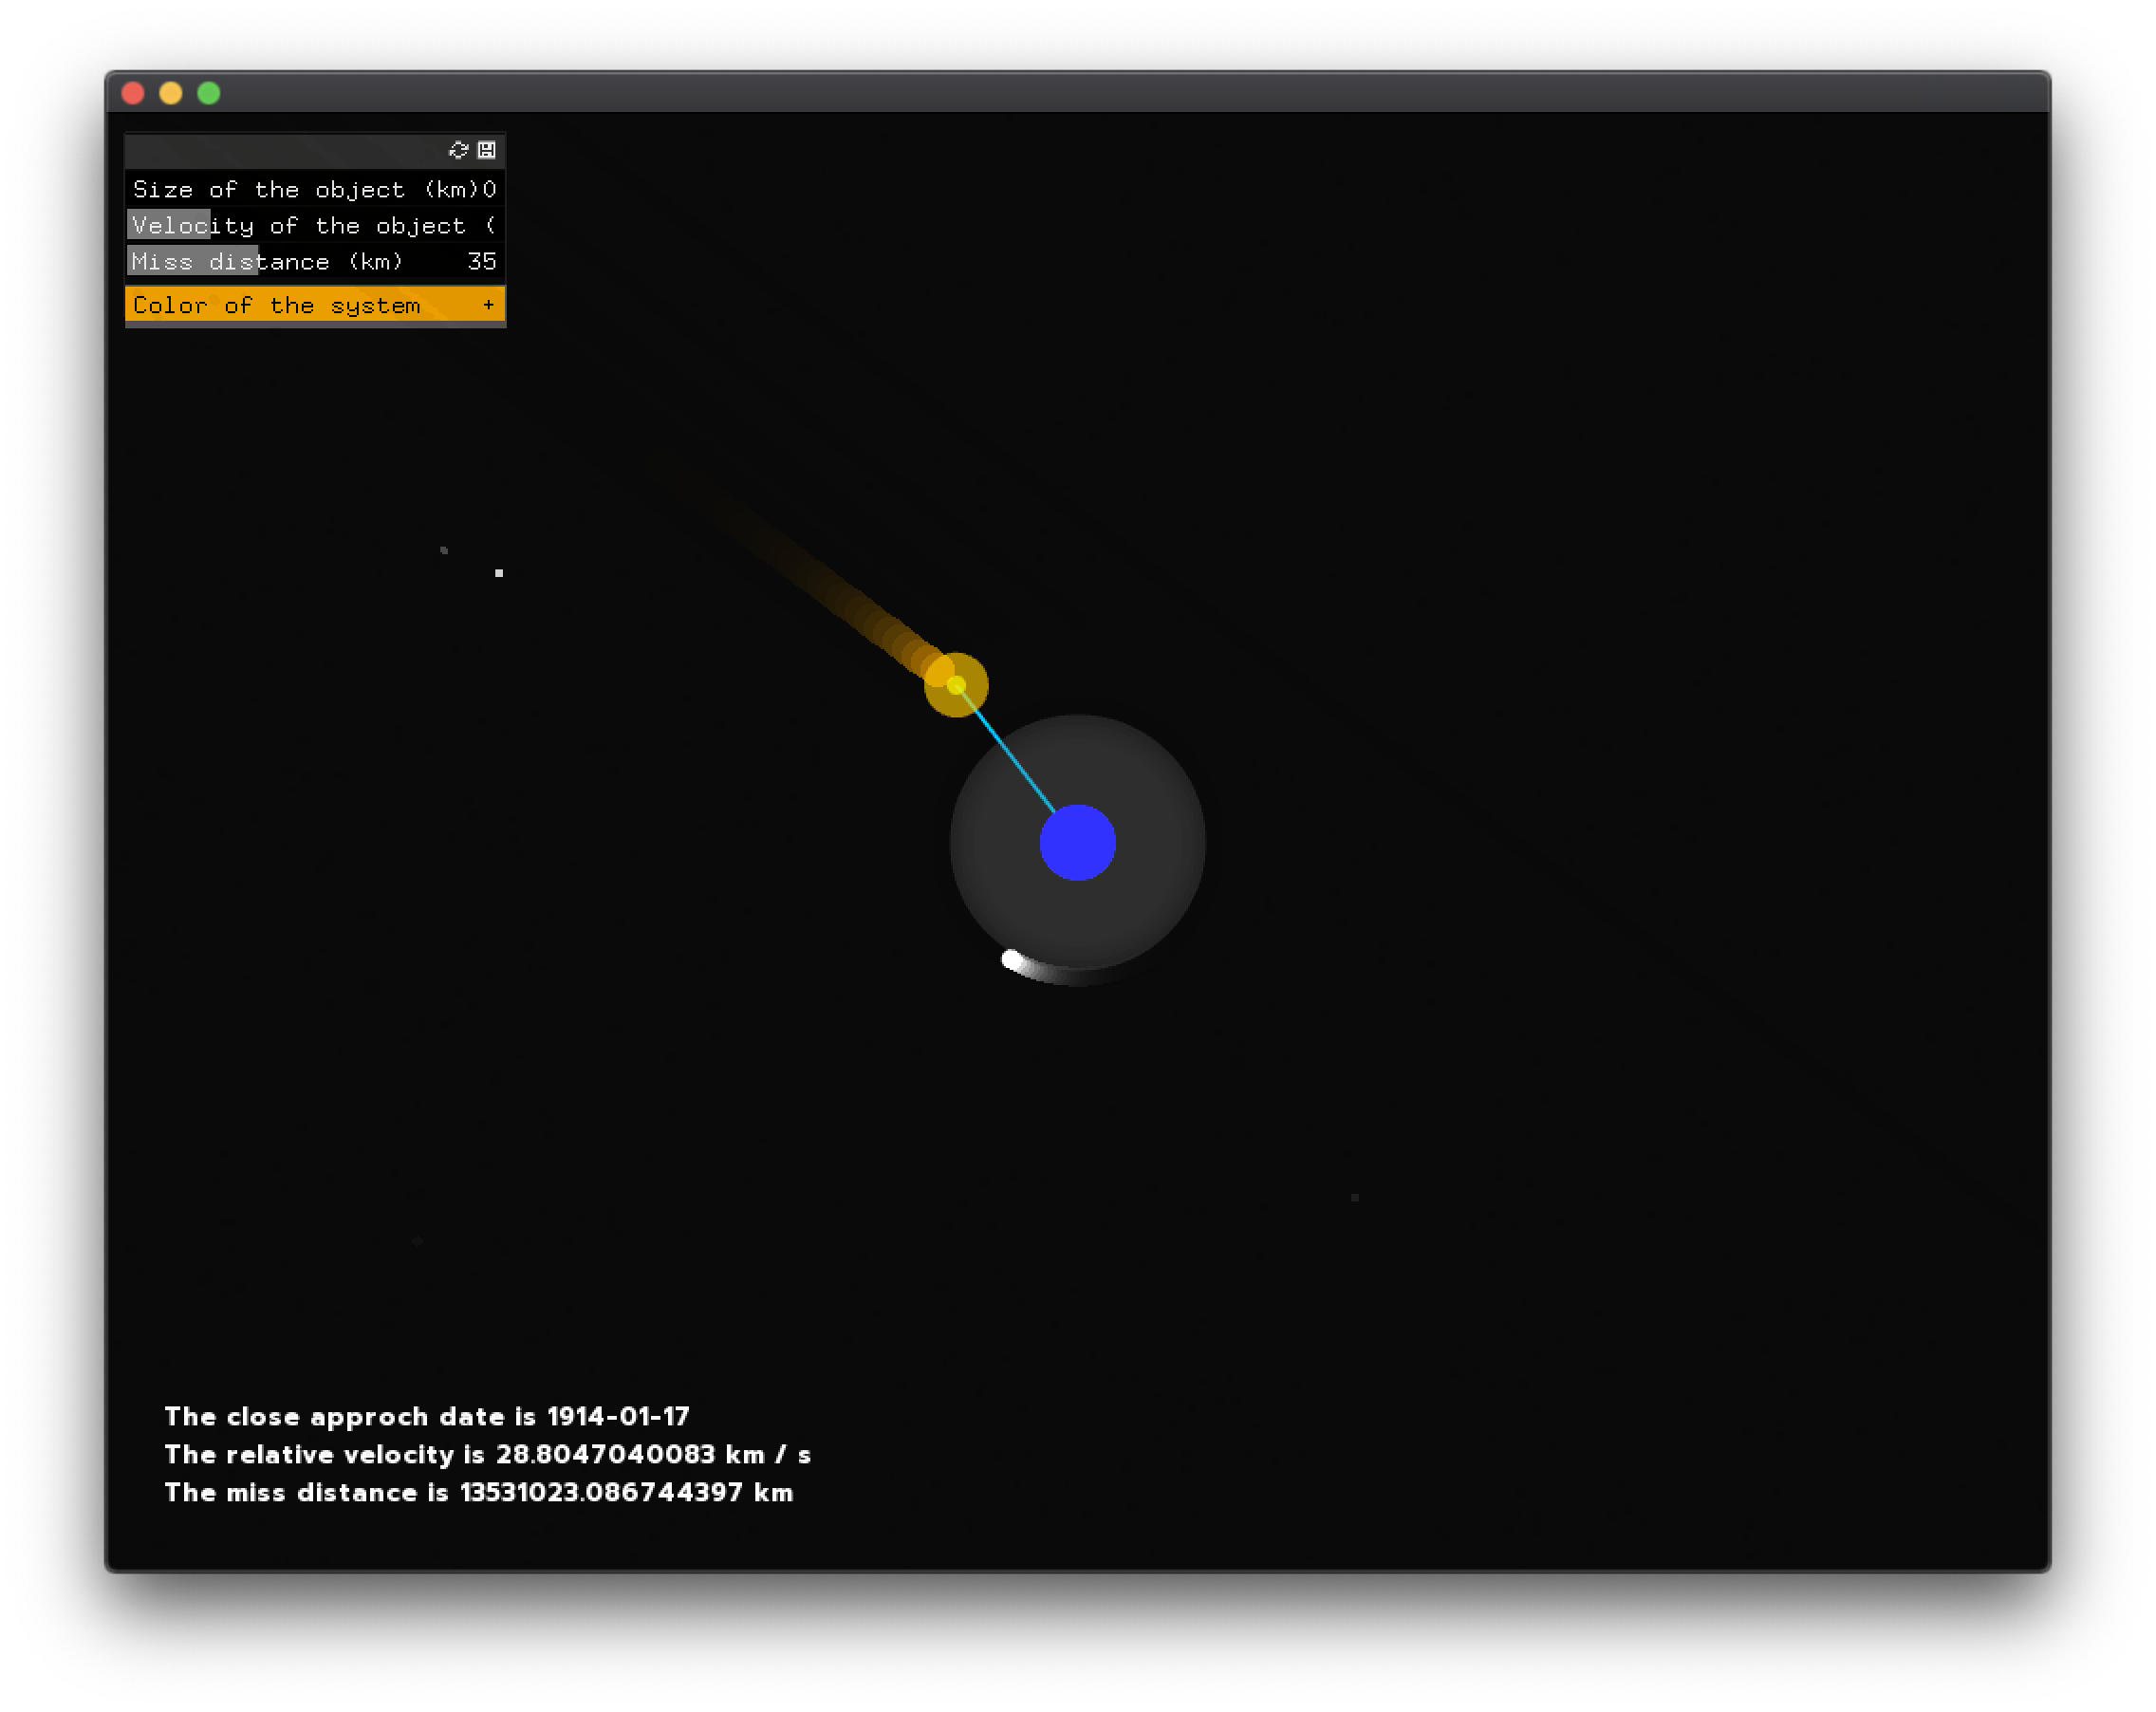 Size of the object (km)0
Velocity of the object (
Miss distance (km) 35
Color of the system +
The close approch date is 1914-01-17
The relative velocity is 28.8047040083 km / s
The miss distance is 13531023.086744397 km